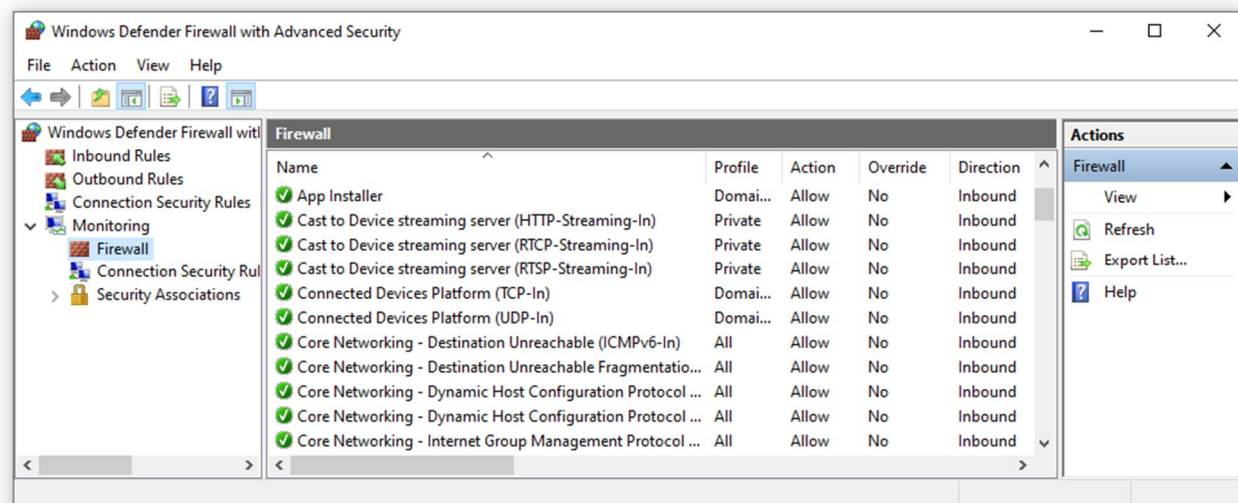 Windows Defender Firewall with Advanced Security
File Action View Help
Windows Defender Firewall witl
Inbound Rules
Outbound Rules
Connection Security Rules
Monitoring
Firewall
Connection Security Rul
Security Associations
Firewall
Name Profile Action Override Direction
App Installer Domai... Allow No Inbound
Cast to Device streaming server (HTTP-Streaming-In) Private Allow No Inbound
Cast to Device streaming server (RTCP-Streaming-In) Private Allow No Inbound
Cast to Device streaming server (RTSP-Streaming-In) Private Allow No Inbound
Connected Devices Platform (TCP-In) Domai... Allow No Inbound
Connected Devices Platform (UDP-In) Domai... Allow No Inbound
Core Networking - Destination Unreachable (ICMPv6-In) All Allow No Inbound
Core Networking - Destination Unreachable Fragmentatio... All Allow No Inbound
Core Networking - Dynamic Host Configuration Protocol ... All Allow No Inbound
Core Networking - Dynamic Host Configuration Protocol ... All Allow No Inbound
Core Networking - Internet Group Management Protocol ... All Allow No Inbound
Actions
Firewall
View
Refresh
Export List...
Help